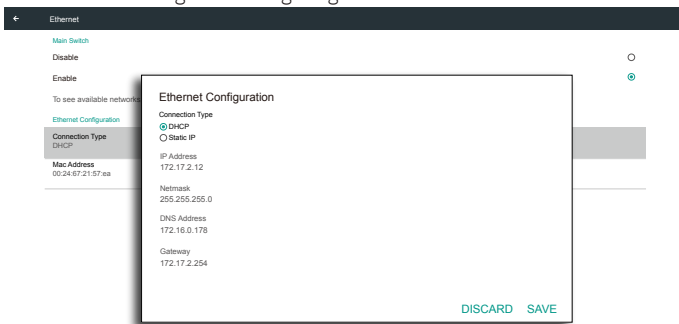 Ethernet
Main Switch
Disable
Enable
To see available networks
Ethernet Configuration
Connection Type
DHCP
Mac Address
00:24:67:21:57:ea
Ethernet Configuration
Connection Type
DHCP
Static IP
IP Address
172.17.2.12
Netmask
255.255.255.0
DNS Address
172.16.0.178
Gateway
172.17.2.254
DISCARD SAVE